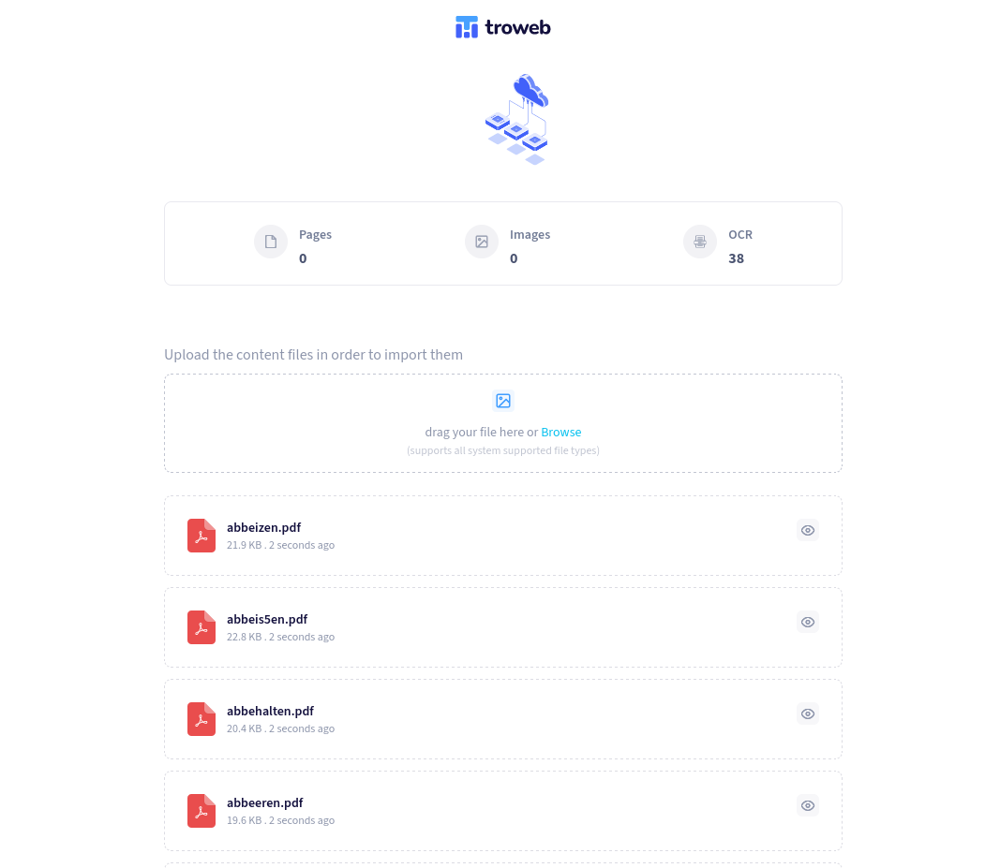 troweb
Pages
0
Images
0
OCR
38
Upload the content files in order to import them
drag your file here or Browse
(supports all system supported file types)
abbeizen.pdf
21.9 KB . 2 seconds ago
abbeis5en.pdf
22.8 KB . 2 seconds ago
abbehalten.pdf
20.4 KB . 2 seconds ago
abbeeren.pdf
19.6 KB . 2 seconds ago